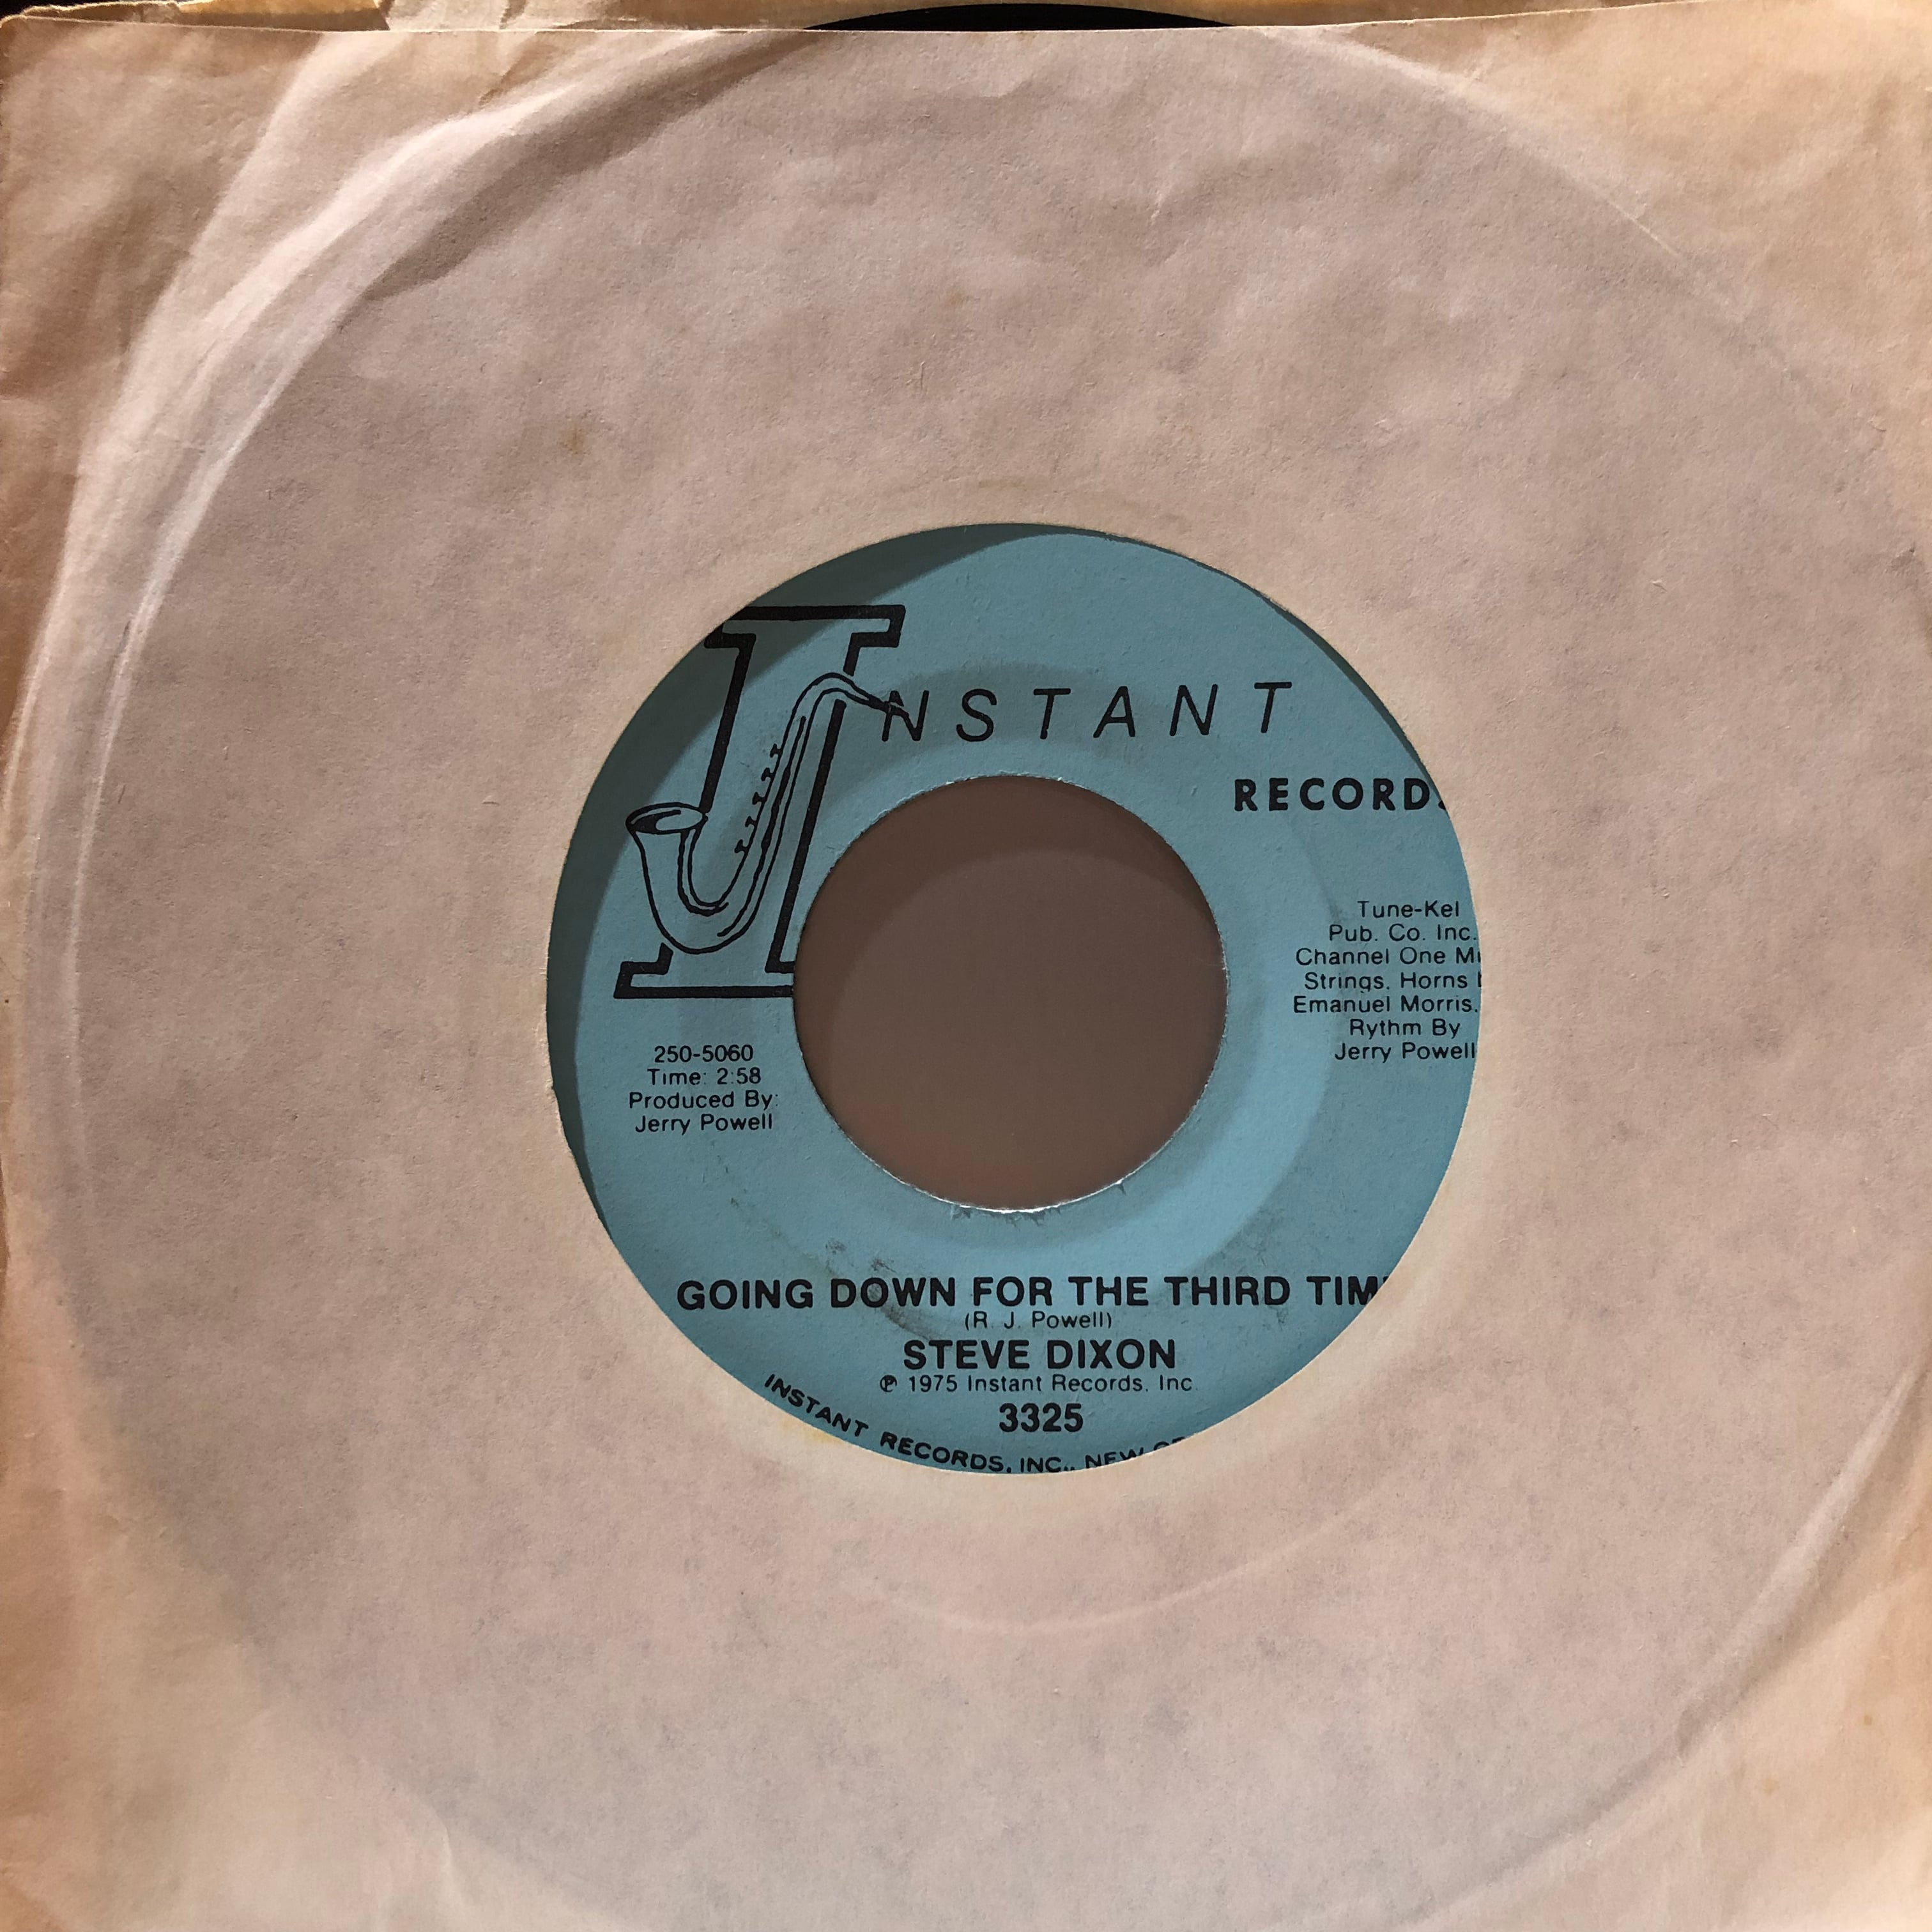 INSTANT
RECORDS
Tune-Kel
Pub. Co. Inc.
Channel One
Strings, Horns
Emanuel Morris.
Rythm By
Jerry Powell
250-5060
Time: 2:58
Produced By:
Jerry Powell
GOING DOWN FOR THE THIRD TIME
(R. J. Powell)
STEVE DIXON
℗ 1975 Instant Records, Inc.
3325
INSTANT RECORDS, INC., NEW